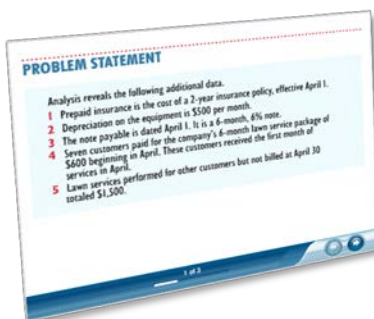 PROBLEM STATEMENT
Analysis reveals the following additional data.
1 Prepaid insurance is the cost of a 2-year insurance policy, effective April 1.
2 Depreciation on the equipment is $500 per month.
3 The note payable is dated April 1. It is a 6-month, 6% note.
4 Seven customers paid for the company's 6-month lawn service package of
$600 beginning in April. These customers received the first month of
services in April.
5 Lawn services performed for other customers but not billed at April 30
totaled $1,500.
1 of 2